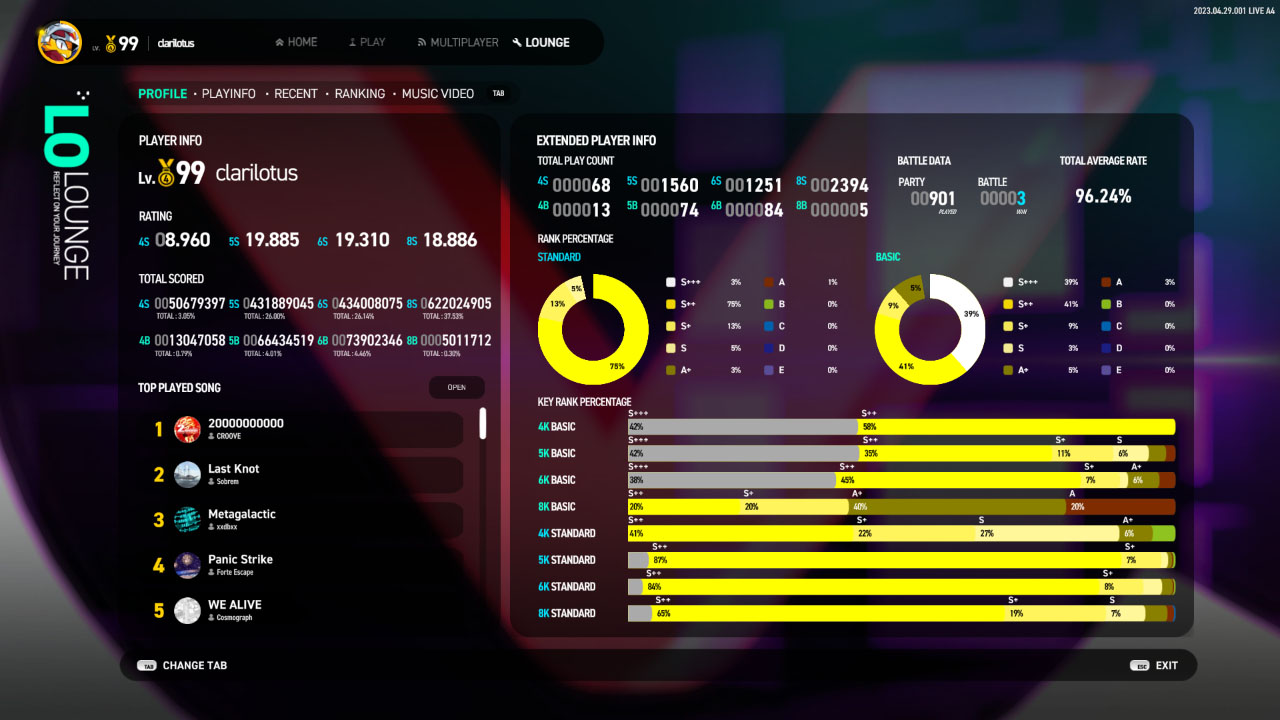 2023.04.29.001 LIVE A4
LV. 99 clarilotus HOME PLAY MULTIPLAYER LOUNGE
PROFILE • PLAYINFO • RECENT • RANKING • MUSIC VIDEO TAB
LOUNGE
LO
REFLECT ON YOUR JOURNEY
PLAYER INFO
Lv. 99 clarilotus
RATING
4S 08.960 5S 19.885 6S 19.310 8S 18.886
TOTAL SCORED
4S 0050679397 5S 0431889045 6S 0434008075 8S 0622024905
TOTAL : 3.05% TOTAL : 26.00% TOTAL : 26.14% TOTAL : 37.53%
4B 0013047058 5B 0066434519 6B 0073902346 8B 0005011712
TOTAL : 0.79% TOTAL : 4.01% TOTAL : 4.46% TOTAL : 0.30%
TOP PLAYED SONG OPEN
1 20000000000
CROOVE
2 Last Knot
Sobrem
3 Metagalactic
xxdbxx
4 Panic Strike
Forte Escape
5 WE ALIVE
Cosmograph
EXTENDED PLAYER INFO
TOTAL PLAY COUNT
4S 000068 5S 001560 6S 001251 8S 002394
4B 000013 5B 000074 6B 000084 8B 000005
BATTLE DATA
PARTY 00901 PLAYED
BATTLE 00003 WIN
TOTAL AVERAGE RATE
96.24%
RANK PERCENTAGE
STANDARD
5%
13%
75%
S+++ 3% A 1%
S++ 75% B 0%
S+ 13% C 0%
S 5% D 0%
A+ 3% E 0%
BASIC
5%
9%
39%
41%
S+++ 39% A 3%
S++ 41% B 0%
S+ 9% C 0%
S 3% D 0%
A+ 5% E 0%
KEY RANK PERCENTAGE
S+++ S++
4K BASIC 42% 58%
S+++ S++ S+ S
5K BASIC 42% 35% 11% 6%
S+++ S++ S+ A+
6K BASIC 38% 45% 7% 6%
S++ S+ A+ A
8K BASIC 20% 20% 40% 20%
S++ S+ S A+
4K STANDARD 41% 22% 27% 6%
S++ S+
5K STANDARD 87% 7%
S++ S+
6K STANDARD 84% 8%
S++ S+ S
8K STANDARD 65% 19% 7%
TAB CHANGE TAB
ESC EXIT